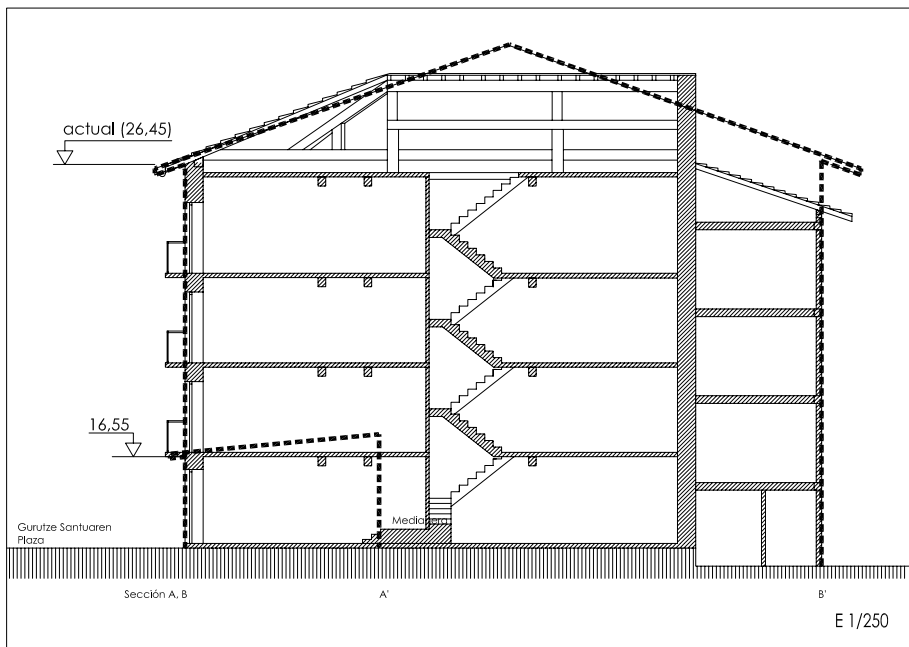 actual (26,45)
16,55
Gurutze Santuaren
Plaza
Medianera
Sección A, B
A'
B'
E 1/250